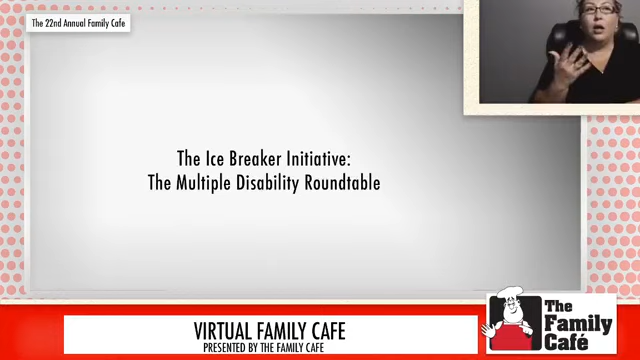 The 22nd Annual Family Cafe
The Ice Breaker Initiative:
The Multiple Disability Roundtable
VIRTUAL FAMILY CAFE
PRESENTED BY THE FAMILY CAFE
The
Family
Café